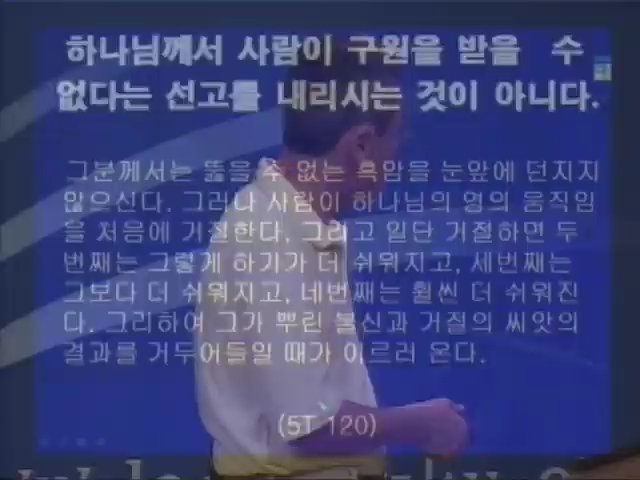 하나님께서 사람이 구원을 받을 수
없다는 선고를 내리시는 것이 아니다.
그분께서는 뚫을 수 없는 흑암을 눈앞에 던지지
않으신다. 그러나 사람이 하나님의 영의 움직임
을 처음에 거절한다. 그리고 일단 거절하면 두
번째는 그렇게 하기가 더 쉬워지고, 세번째는
그보다 더 쉬워지고, 네번째는 훨씬 더 쉬워진
다. 그리하여 그가 뿌린 불신과 거절의 씨앗의
결과를 거두어들일 때가 이르러 온다.
(5T 120)